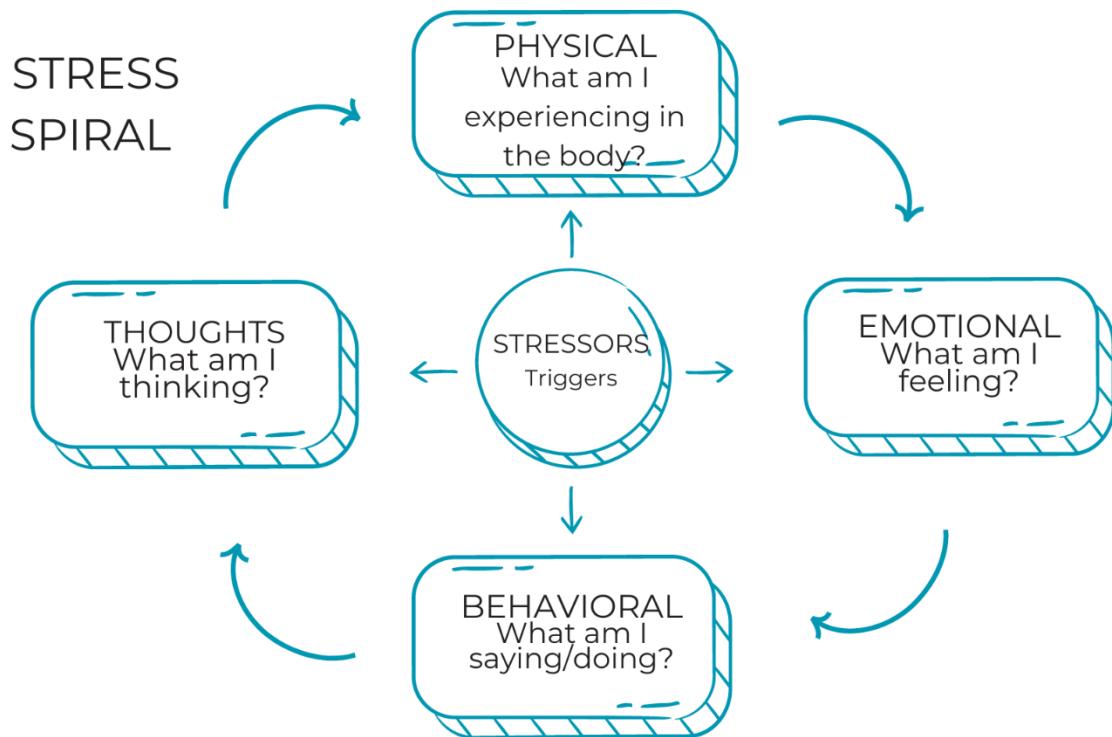 STRESS
SPIRAL
PHYSICAL
What am I
experiencing in
the body?
THOUGHTS
What am I
thinking?
STRESSORS
Triggers
EMOTIONAL
What am I
feeling?
BEHAVIORAL
What am I
saying/doing?